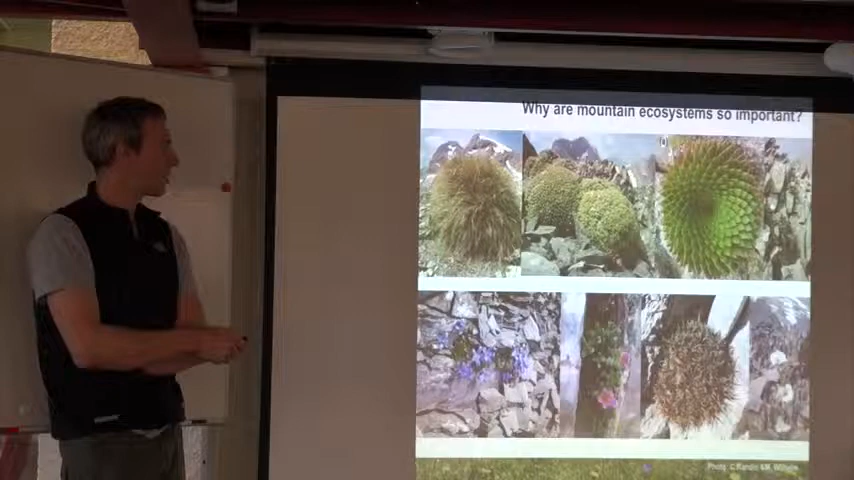 Why are mountain ecosystems so important?
Photo: C.Randin &M. Wilhelm